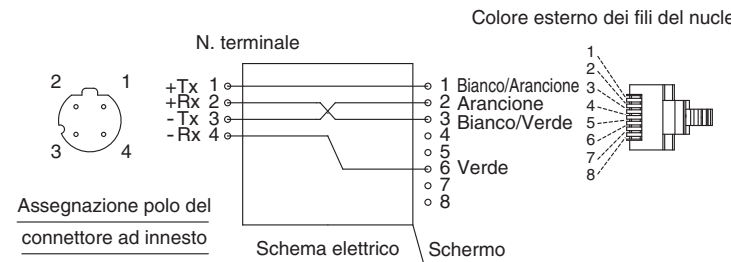 Colore esterno dei fili del nucle
N. terminale
2 1
3 4
+Tx 1
+Rx 2
-Tx 3
-Rx 4
1 Bianco/Arancione
2 Arancione
3 Bianco/Verde
4
5
6 Verde
7
8
1
2
3
4
5
6
7
8
Assegnazione polo del
connettore ad innesto
Schema elettrico
Schermo